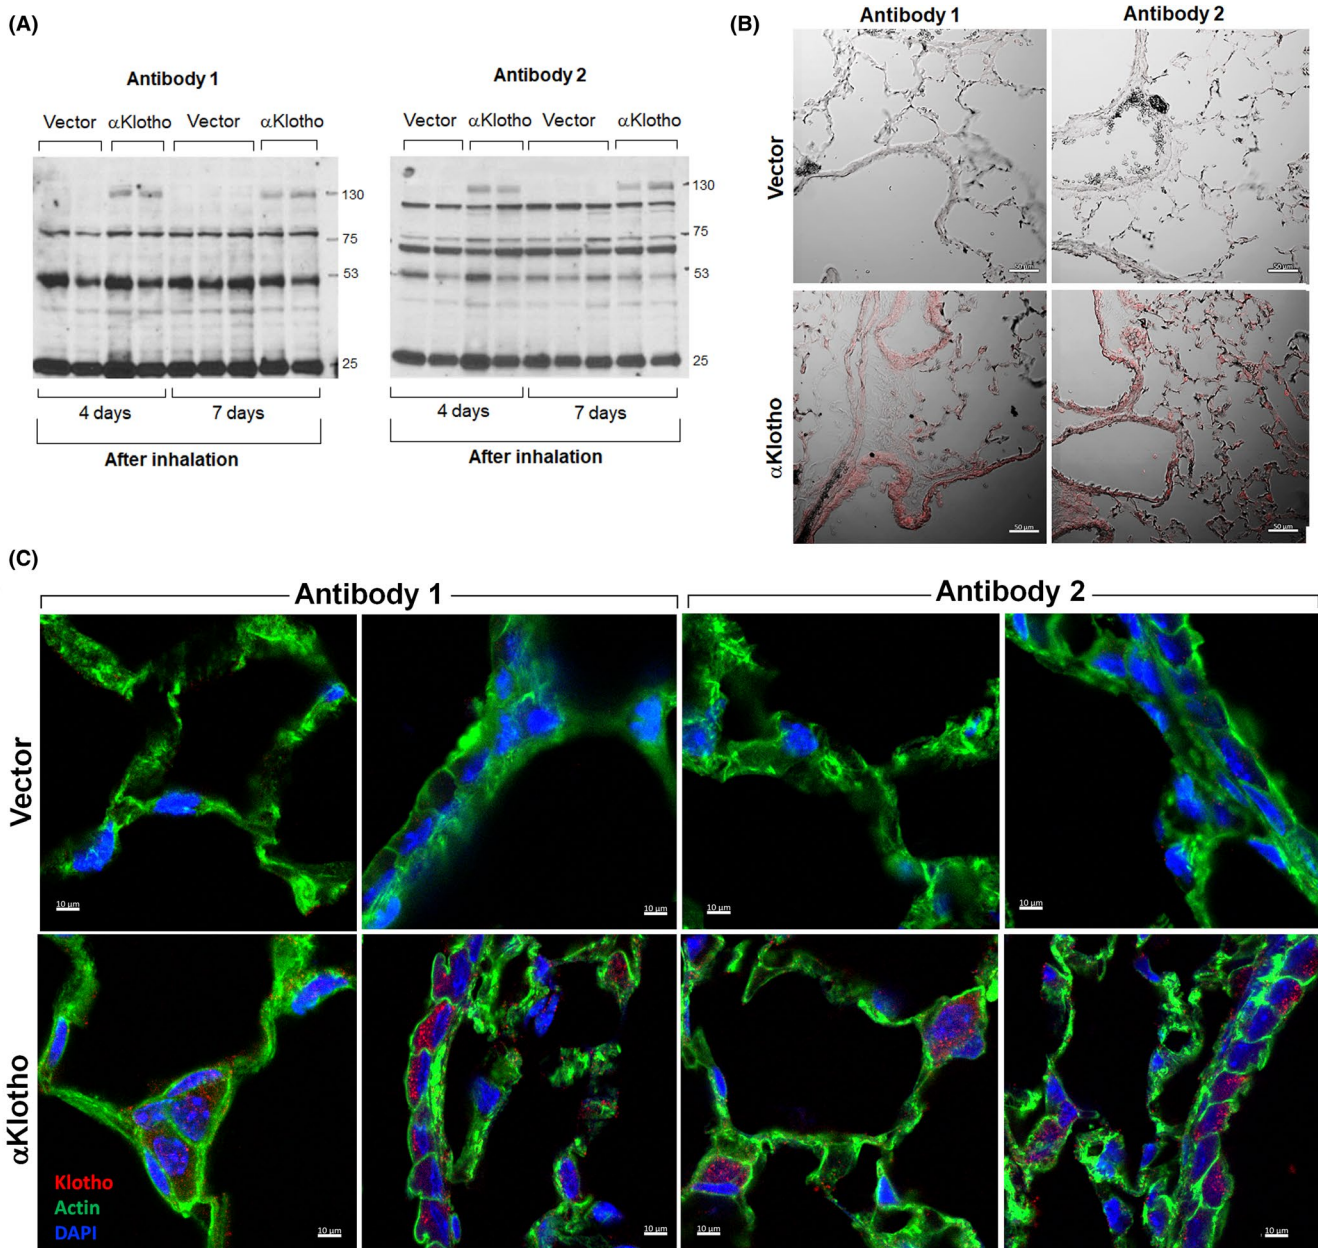 (A)
Antibody 1
Antibody 2
Vector αKlotho Vector αKlotho
Vector αKlotho Vector αKlotho
130
75
53
25
130
75
53
25
4 days 7 days
4 days 7 days
After inhalation
After inhalation
(B)
Antibody 1 Antibody 2
Vector
50 µm
50 µm
αKlotho
50 µm
50 µm
(C)
Antibody 1 Antibody 2
Vector
10 µm
10 µm
10 µm
10 µm
αKlotho
Klotho
Actin
DAPI
10 µm
10 µm
10 µm
10 µm